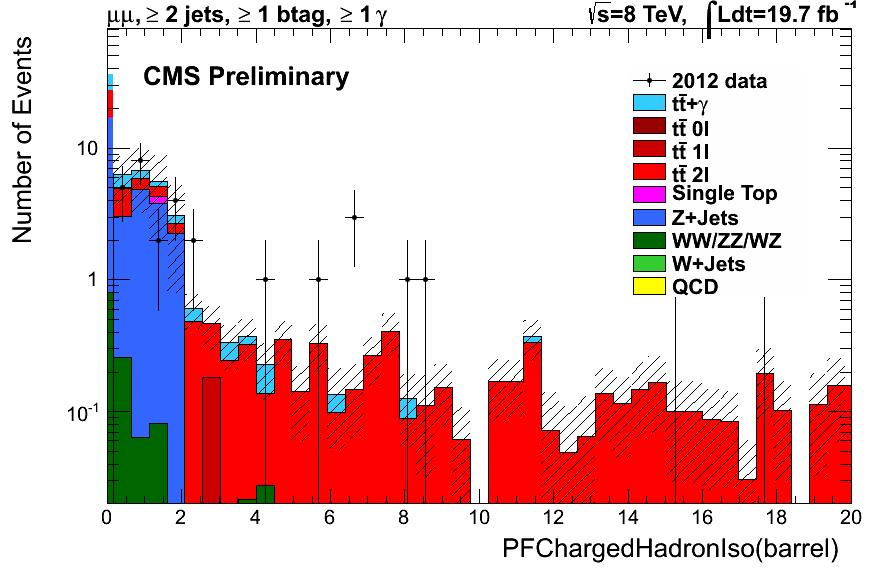 μμ, ≥ 2 jets, ≥ 1 btag, ≥ 1 γ
√s=8 TeV, ∫Ldt=19.7 fb⁻¹
CMS Preliminary
2012 data
tt̄+γ
tt̄ 0l
tt̄ 1l
tt̄ 2l
Single Top
Z+Jets
WW/ZZ/WZ
W+Jets
QCD
Number of Events
10
1
10⁻¹
0 2 4 6 8 10 12 14 16 18 20
PFChargedHadronIso(barrel)